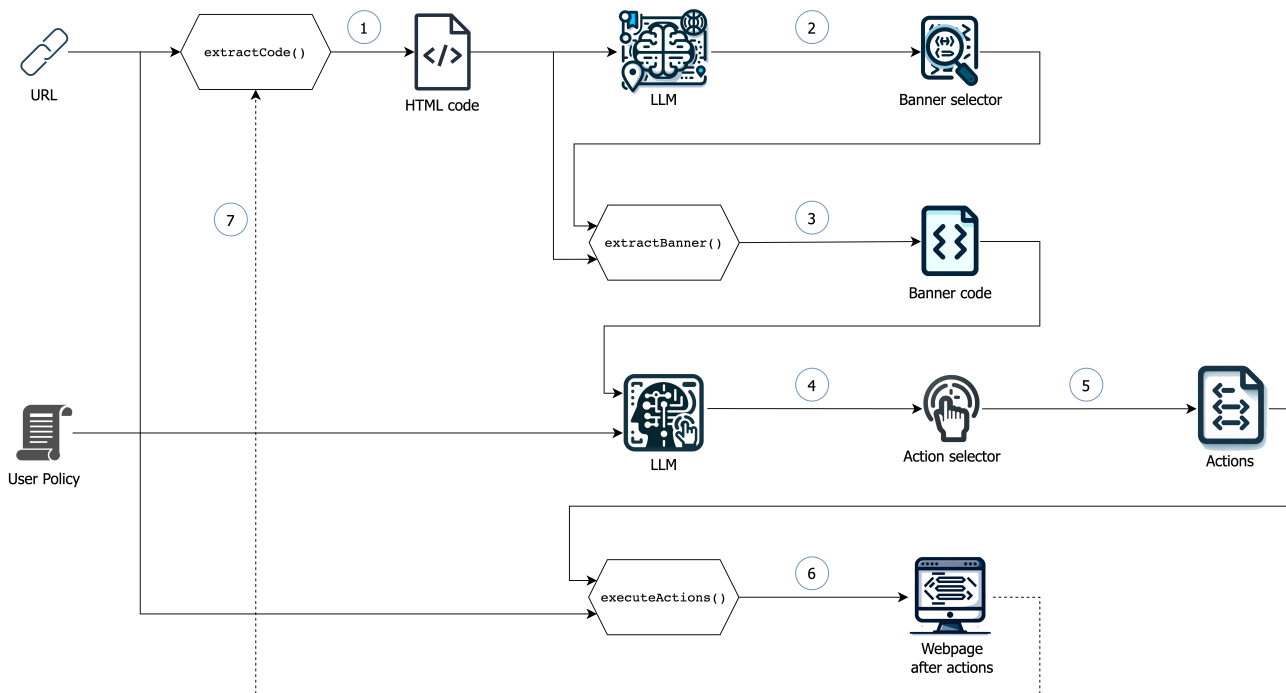 1
2
extractCode()
URL
HTML code
LLM
Banner selector
7
3
extractBanner()
Banner code
4
5
User Policy
LLM
Action selector
Actions
6
executeActions()
Webpage
after actions